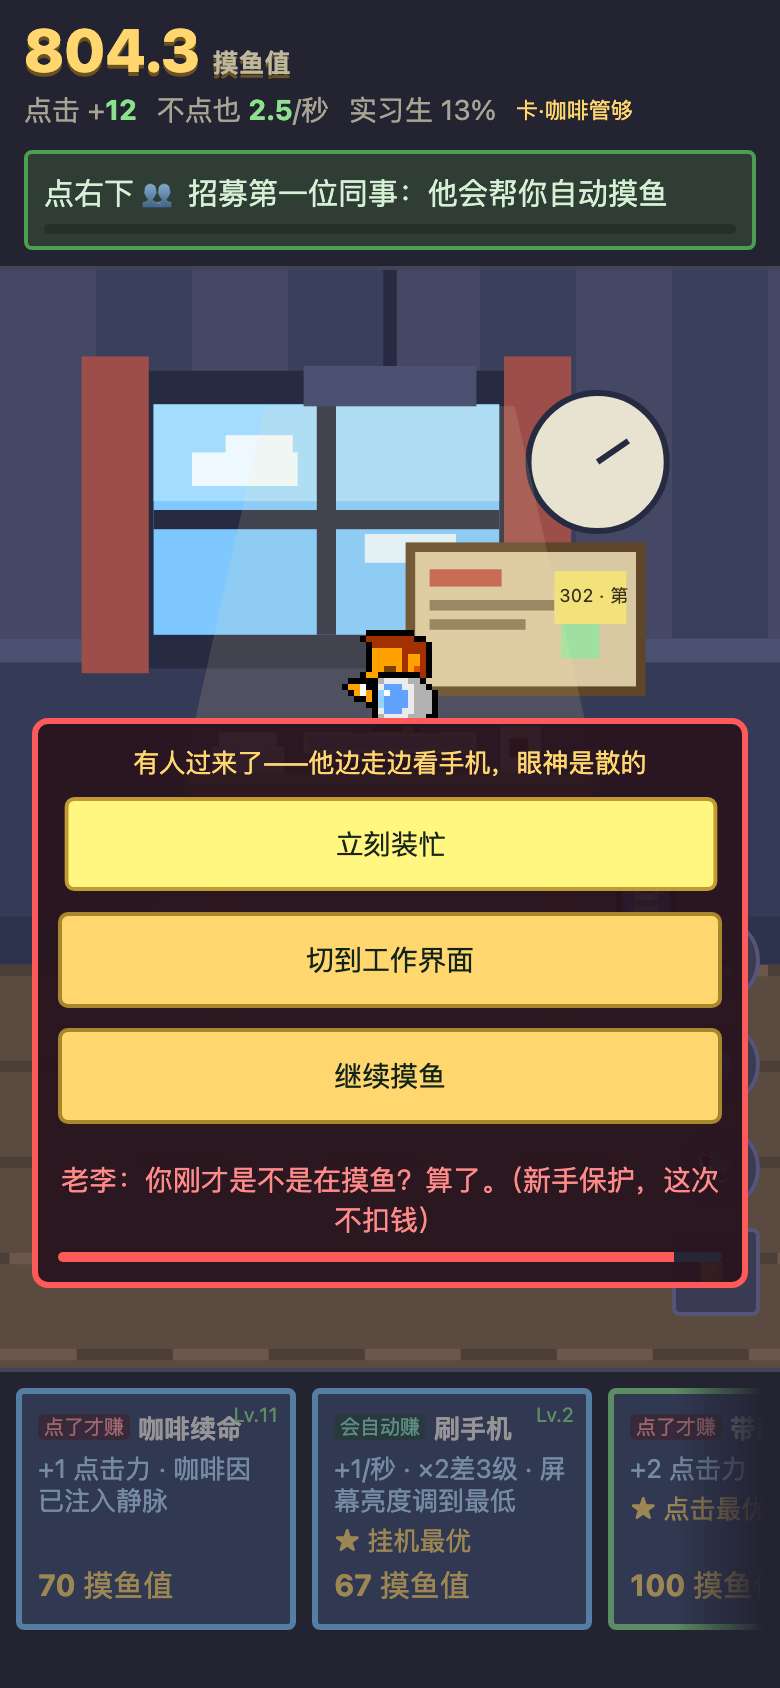 804.3 摸鱼值
点击 +12 不点也 2.5/秒 实习生 13% 卡·咖啡管够
点右下 👥 招募第一位同事：他会帮你自动摸鱼
302 · 第
有人过来了——他边走边看手机，眼神是散的
立刻装忙
切到工作界面
继续摸鱼
老李：你刚才是不是在摸鱼？算了。（新手保护，这次
不扣钱）
点了才赚 咖啡续命 Lv.11
+1 点击力 · 咖啡因
已注入静脉
70 摸鱼值
会自动赚 刷手机 Lv.2
+1/秒 · ×2差3级 · 屏
幕亮度调到最低
★ 挂机最优
67 摸鱼值
点了才赚 带
+2 点击力
★ 点击最优
100 摸鱼